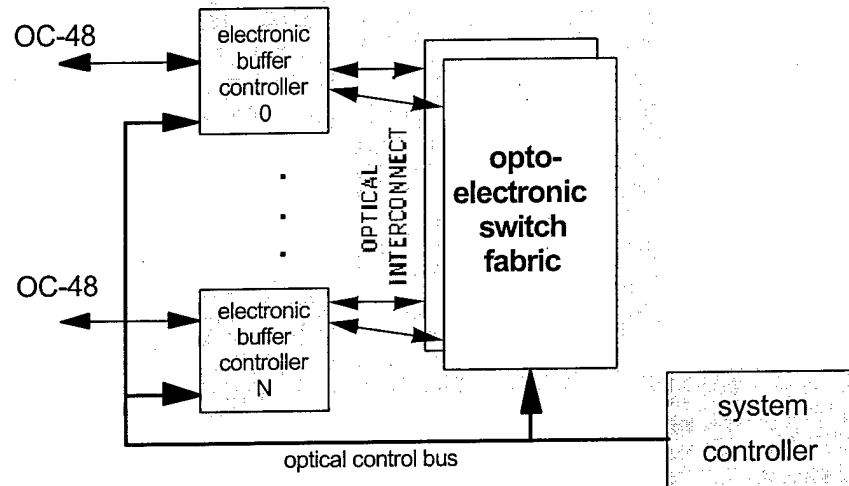 OC-48
electronic
buffer
controller
0
opto-
electronic
switch
fabric
OPTICAL
INTERCONNECT
OC-48
electronic
buffer
controller
N
system
controller
optical control bus